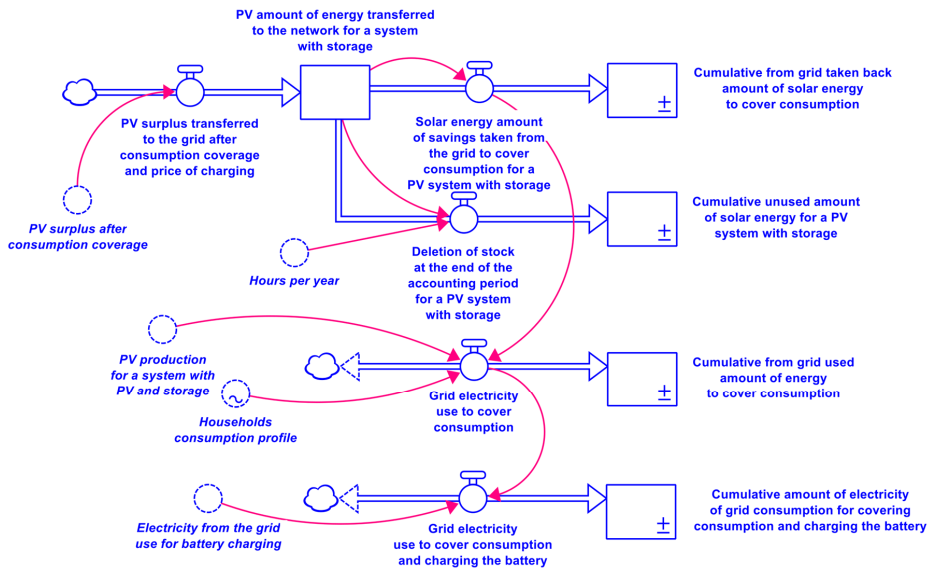 PV amount of energy transferred
to the network for a system
with storage
Cumulative from grid taken back
amount of solar energy
to cover consumption
PV surplus transferred
to the grid after
consumption coverage
and price of charging
Solar energy amount
of savings taken from
the grid to cover
consumption for a
PV system with storage
PV surplus after
consumption coverage
Cumulative unused amount
of solar energy for a PV
system with storage
Hours per year
Deletion of stock
at the end of the
accounting period
for a PV system
with storage
PV production
for a system with
PV and storage
Cumulative from grid used
amount of energy
to cover consumption
Households
consumption profile
Grid electricity
use to cover
consumption
Electricity from the grid
use for battery charging
Grid electricity
use to cover consumption
and charging the battery
Cumulative amount of electricity
of grid consumption for covering
consumption and charging the battery